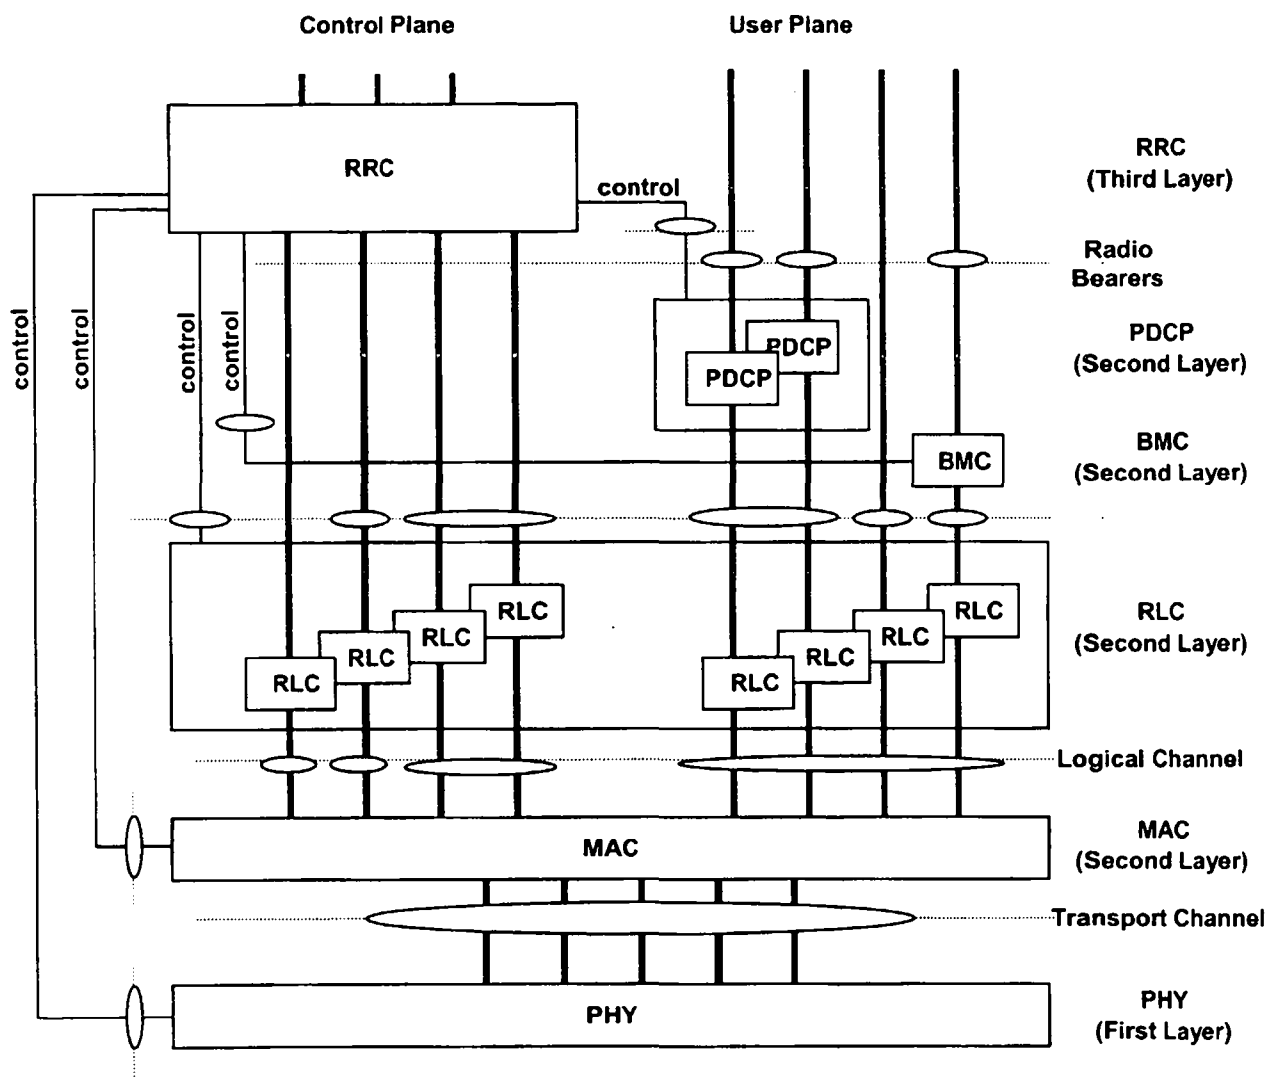 Control Plane
User Plane
RRC
control
RRC
(Third Layer)
Radio
Bearers
control
control
control
control
PDCP
PDCP
PDCP
(Second Layer)
BMC
BMC
(Second Layer)
RLC
RLC
RLC
RLC
RLC
RLC
RLC
RLC
RLC
(Second Layer)
Logical Channel
MAC
MAC
(Second Layer)
Transport Channel
PHY
PHY
(First Layer)